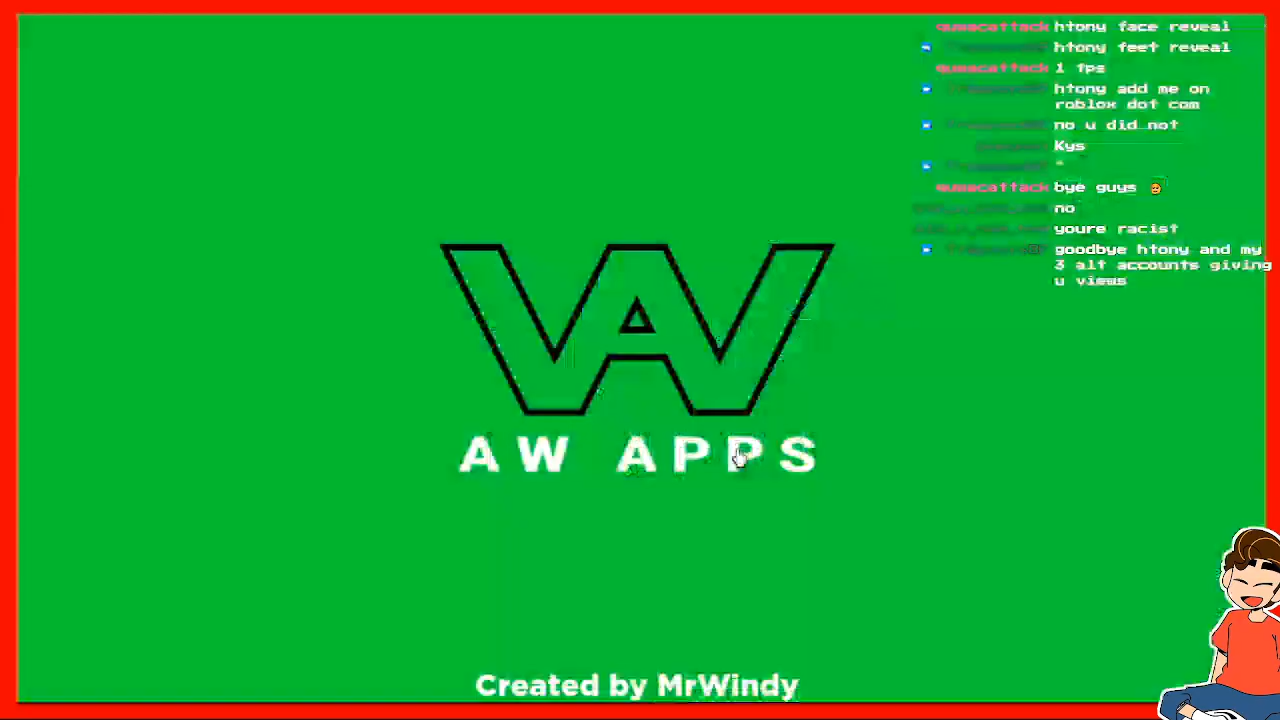 queecattack htony face reveal
htony feet reveal
1 fps
htony add me on
roblox dot com
no u did not
Kys
^
bye guys
no
youre racist
goodbye htony and my
3 alt accounts giving
u views
AW APPS
Created by MrWindy